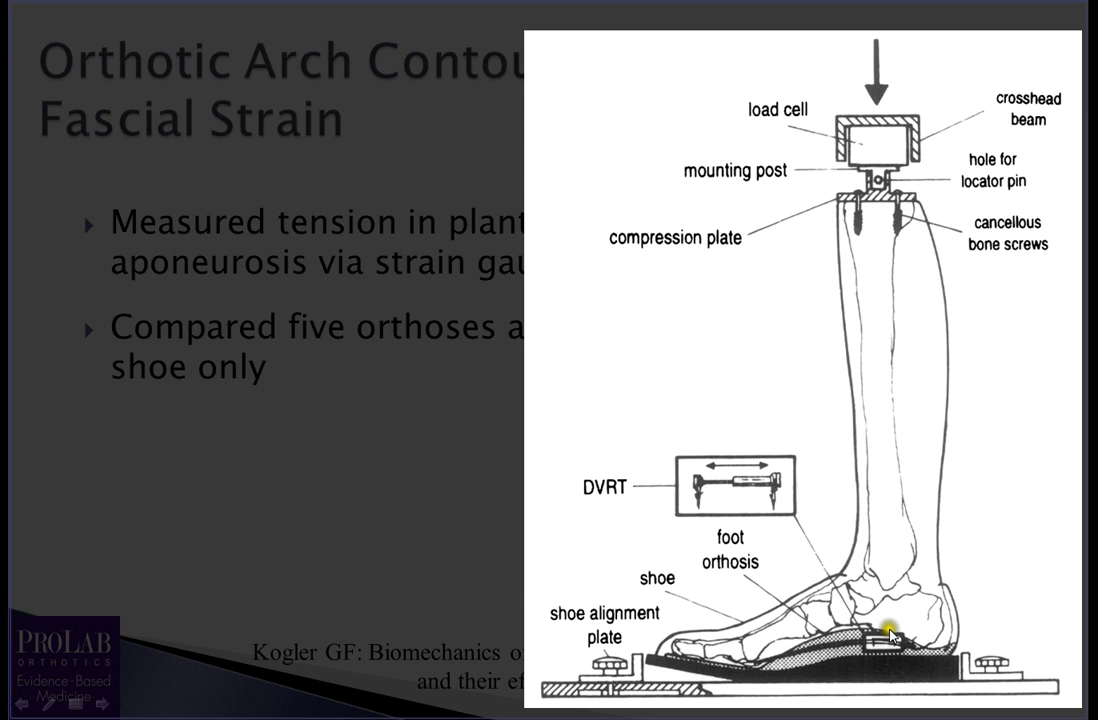 Orthotic Arch Contou
Fascial Strain
Measured tension in plant
aponeurosis via strain gau
Compared five orthoses a
shoe only
Kogler GF: Biomechanics o
and their ef
PROLAB
ORTHOTICS
Evidence-Based
Medicine
load cell
crosshead
beam
mounting post
hole for
locator pin
compression plate
cancellous
bone screws
DVRT
foot
orthosis
shoe
shoe alignment
plate